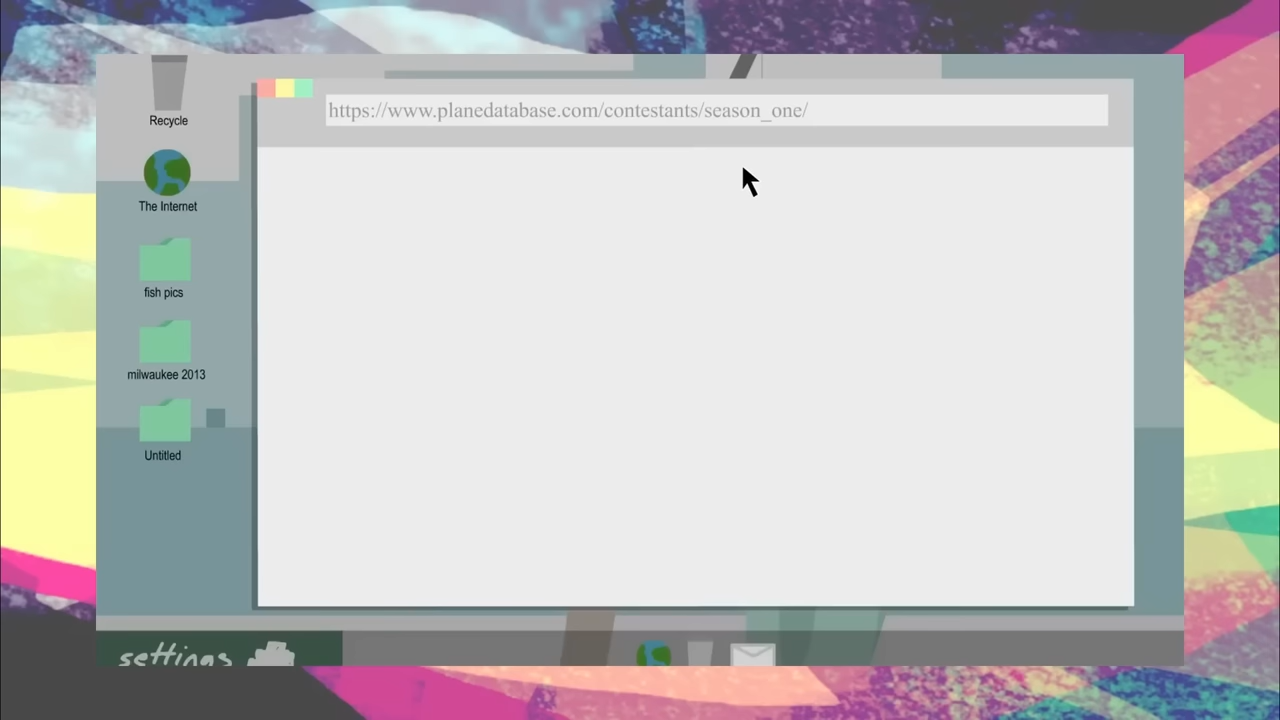 https://www.planedatabase.com/contestants/season_one/
Recycle
The Internet
fish pics
milwaukee 2013
Untitled
settings